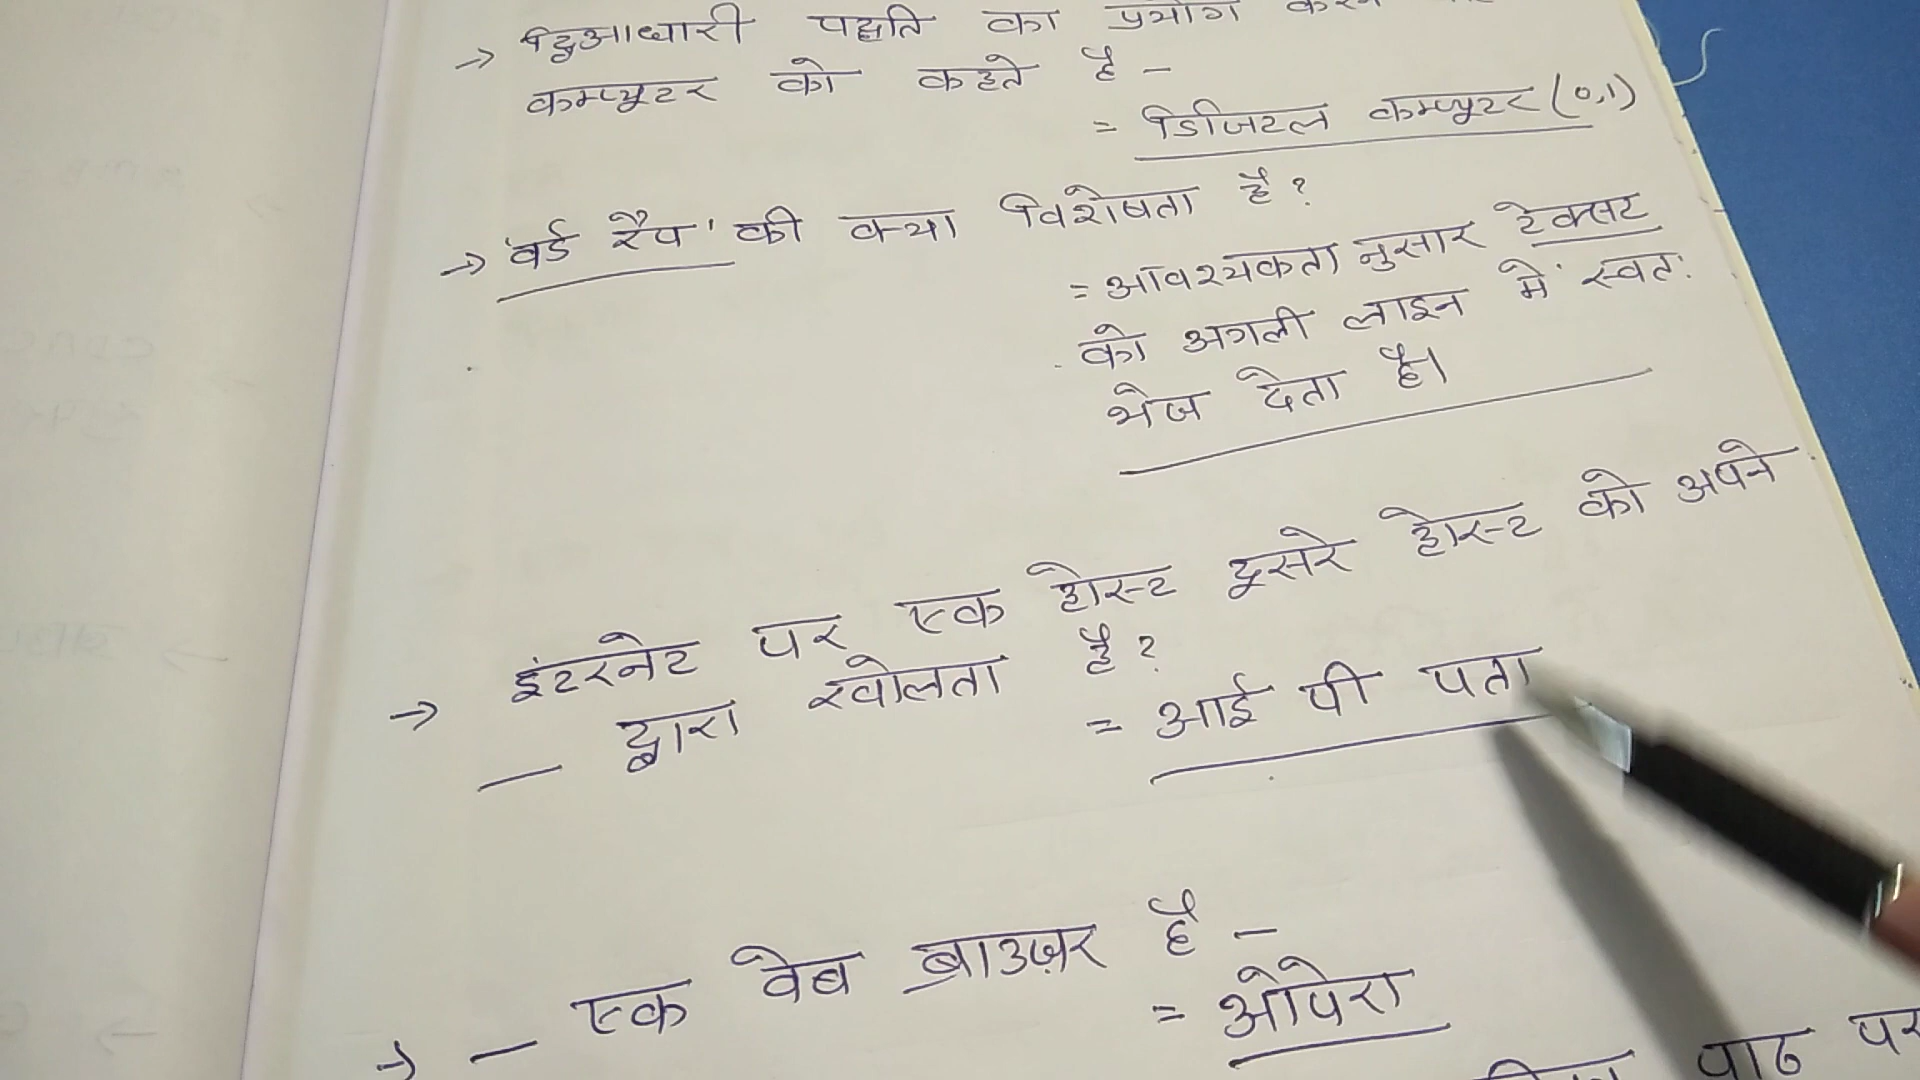 → द्विआधारी पद्धति का प्रयोग करने
कम्प्यूटर को कहते है –
= डिजिटल कम्प्यूटर (0,1)
→ 'वर्ड रैप' की क्या विशेषता है?
= आवश्यकता नुसार टेक्सट
को अगली लाइन में स्वतः
भेज देता है।
→ इंटरनेट पर एक होस्ट दूसरे होस्ट को अपने
— द्वारा खोलता है?
= आई पी पता
→ — एक वेब ब्राउज़र है –
= ओपेरा
पाठ पर